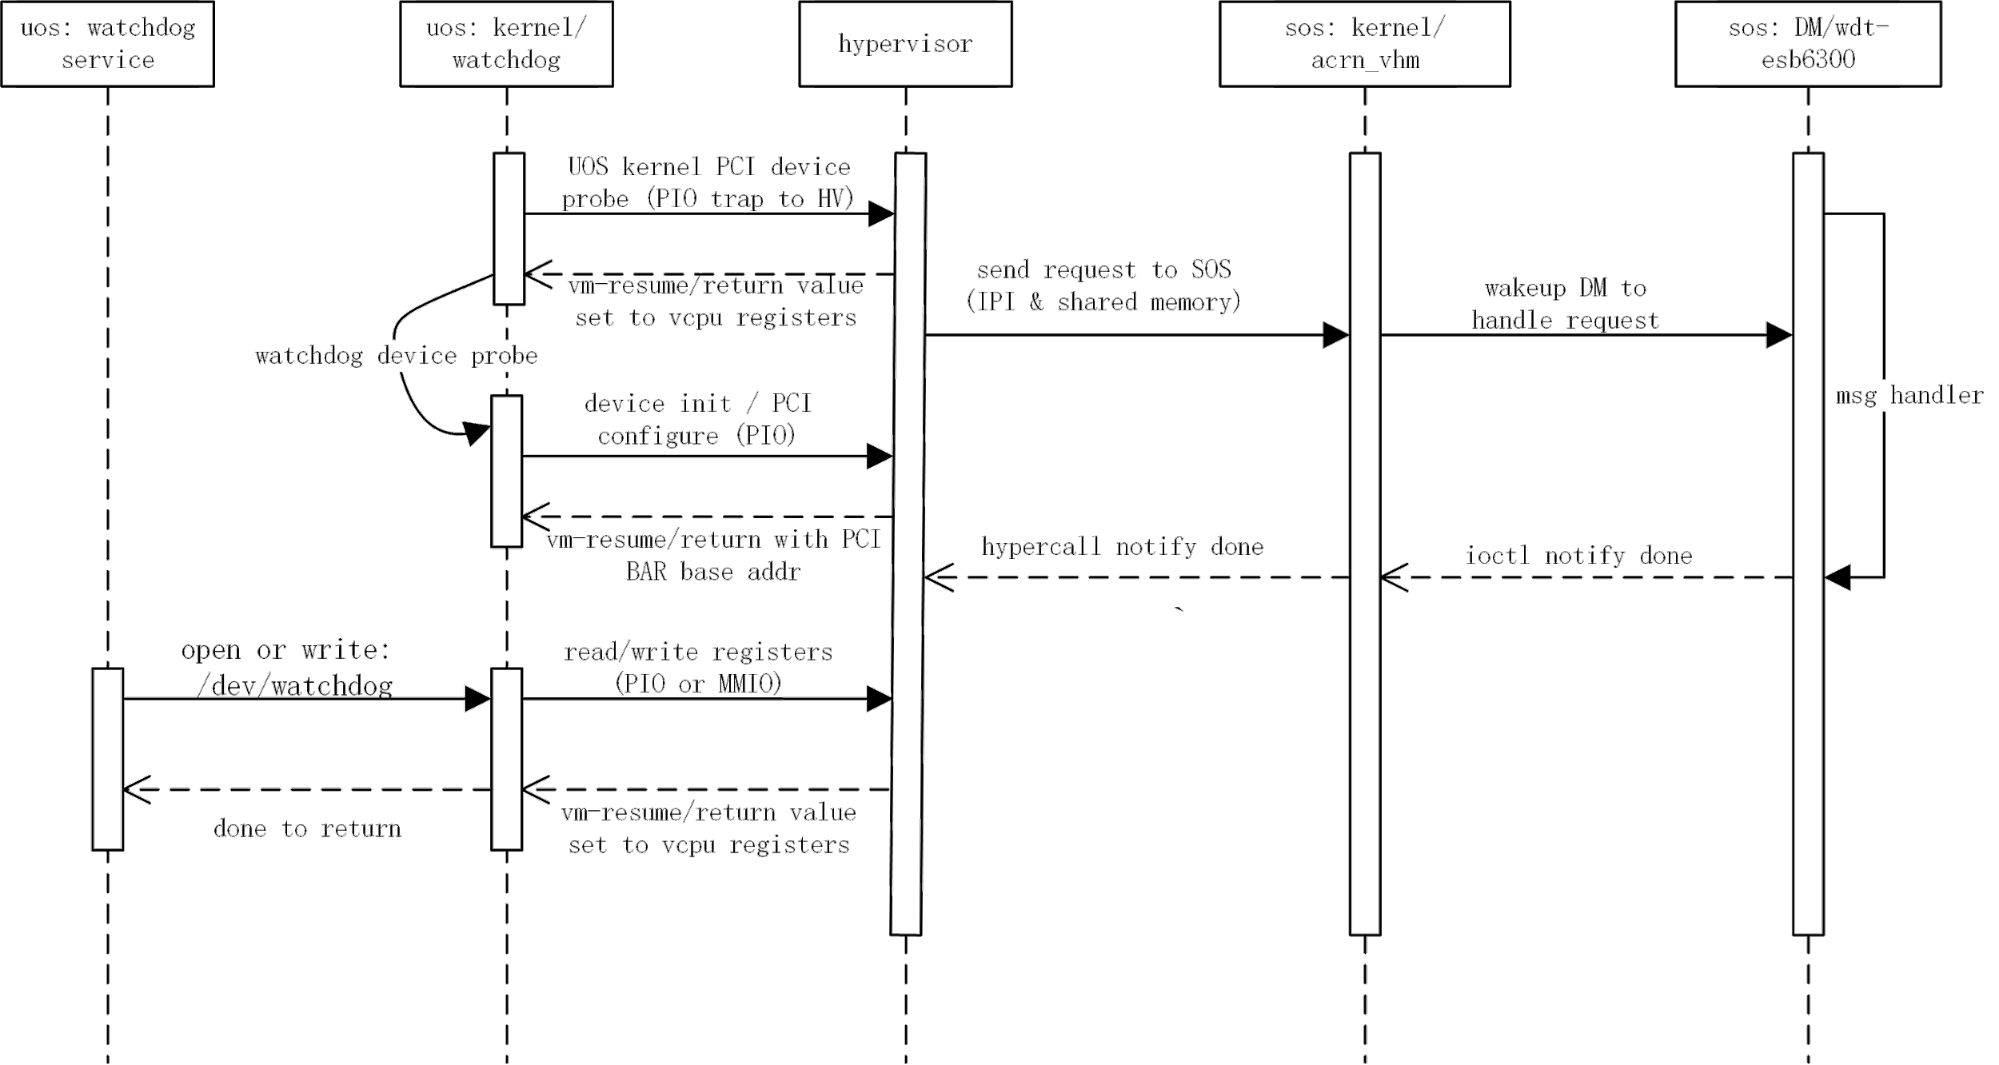 uos: watchdog
service
uos: kernel/
watchdog
hypervisor
sos: kernel/
acrn_vhm
sos: DM/wdt-
esb6300
UOS kernel PCI device
probe (PIO trap to HV)
vm-resume/return value
set to vcpu registers
send request to SOS
(IPI & shared memory)
wakeup DM to
handle request
watchdog device probe
msg handler
device init / PCI
configure (PIO)
vm-resume/return with PCI
BAR base addr
hypercall notify done
ioctl notify done
`
open or write:
/dev/watchdog
read/write registers
(PIO or MMIO)
done to return
vm-resume/return value
set to vcpu registers